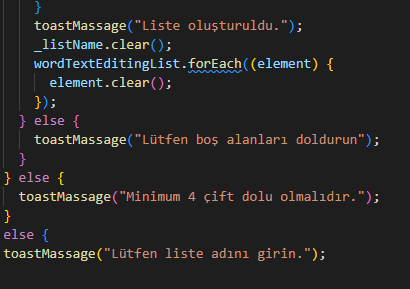 }
toastMassage("Liste oluşturuldu.");
_listName.clear();
wordTextEditingList.forEach((element) {
element.clear();
});
} else {
toastMassage("Lütfen boş alanları doldurun");
}
} else {
toastMassage("Minimum 4 çift dolu olmalıdır.");
}
else {
toastMassage("Lütfen liste adını girin.");